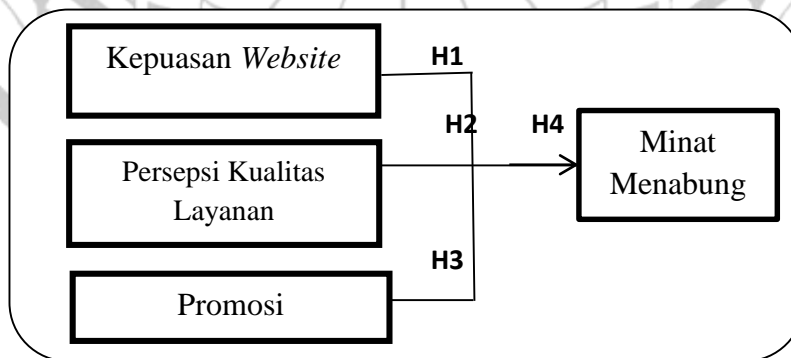 Kepuasan Website
H1
H2
H4
Minat
Menabung
Persepsi Kualitas
Layanan
H3
Promosi